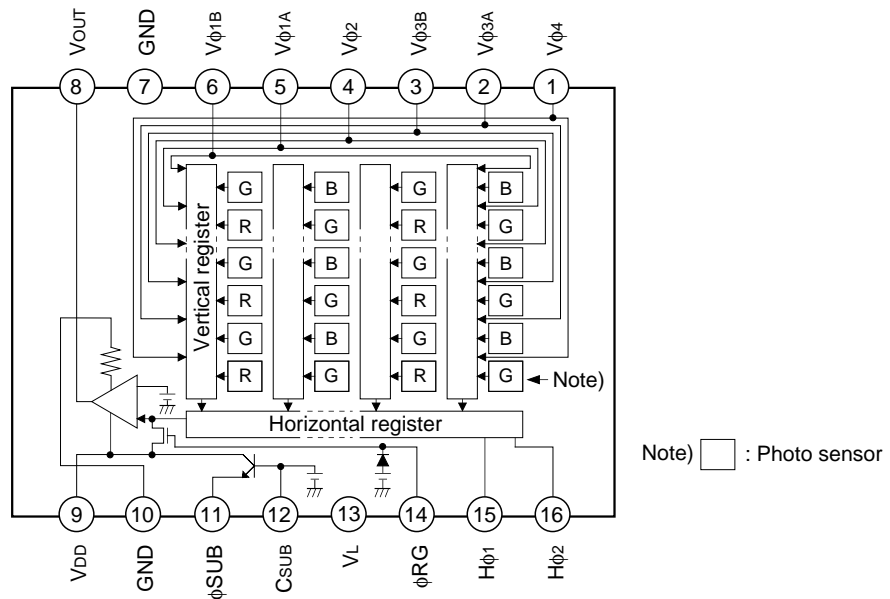 VOUT GND Vϕ1B Vϕ1A Vϕ2 Vϕ3B Vϕ3A Vϕ4
8 7 6 5 4 3 2 1
G B G B
R G R G
G B G B
R G R G
G B G B
R G R G
Vertical register
Note)
Horizontal register
Note) : Photo sensor
9 10 11 12 13 14 15 16
VDD GND ϕSUB CSUB VL ϕRG Hϕ1 Hϕ2